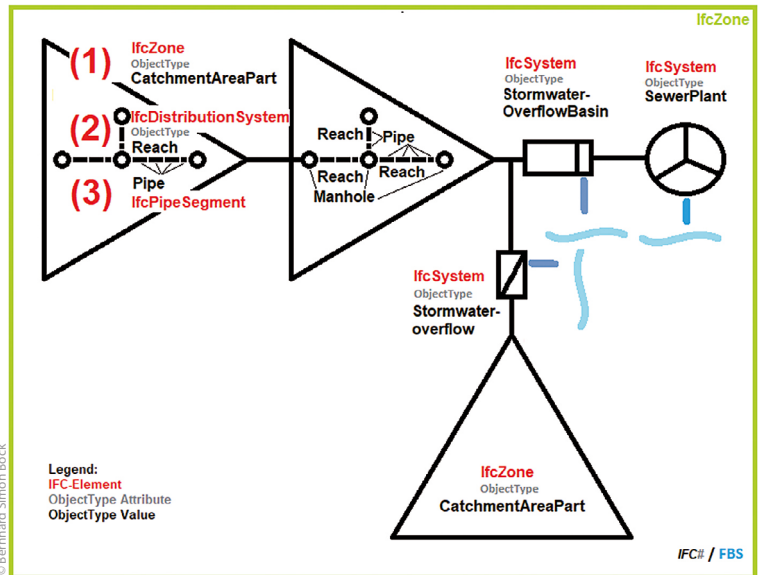 IfcZone
(1)
IfcZone
ObjectType
CatchmentAreaPart
(2)
IfcDistributionSystem
ObjectType
Reach
Pipe
(3)
IfcPipeSegment
Reach
Pipe
Reach
Reach
Manhole
IfcSystem
ObjectType
Stormwater-
OverflowBasin
IfcSystem
ObjectType
SewerPlant
IfcSystem
ObjectType
Stormwater-
overflow
IfcZone
ObjectType
CatchmentAreaPart
Legend:
IFC-Element
ObjectType Attribute
ObjectType Value
IFC# / FBS
© Bernhard Simon Bock